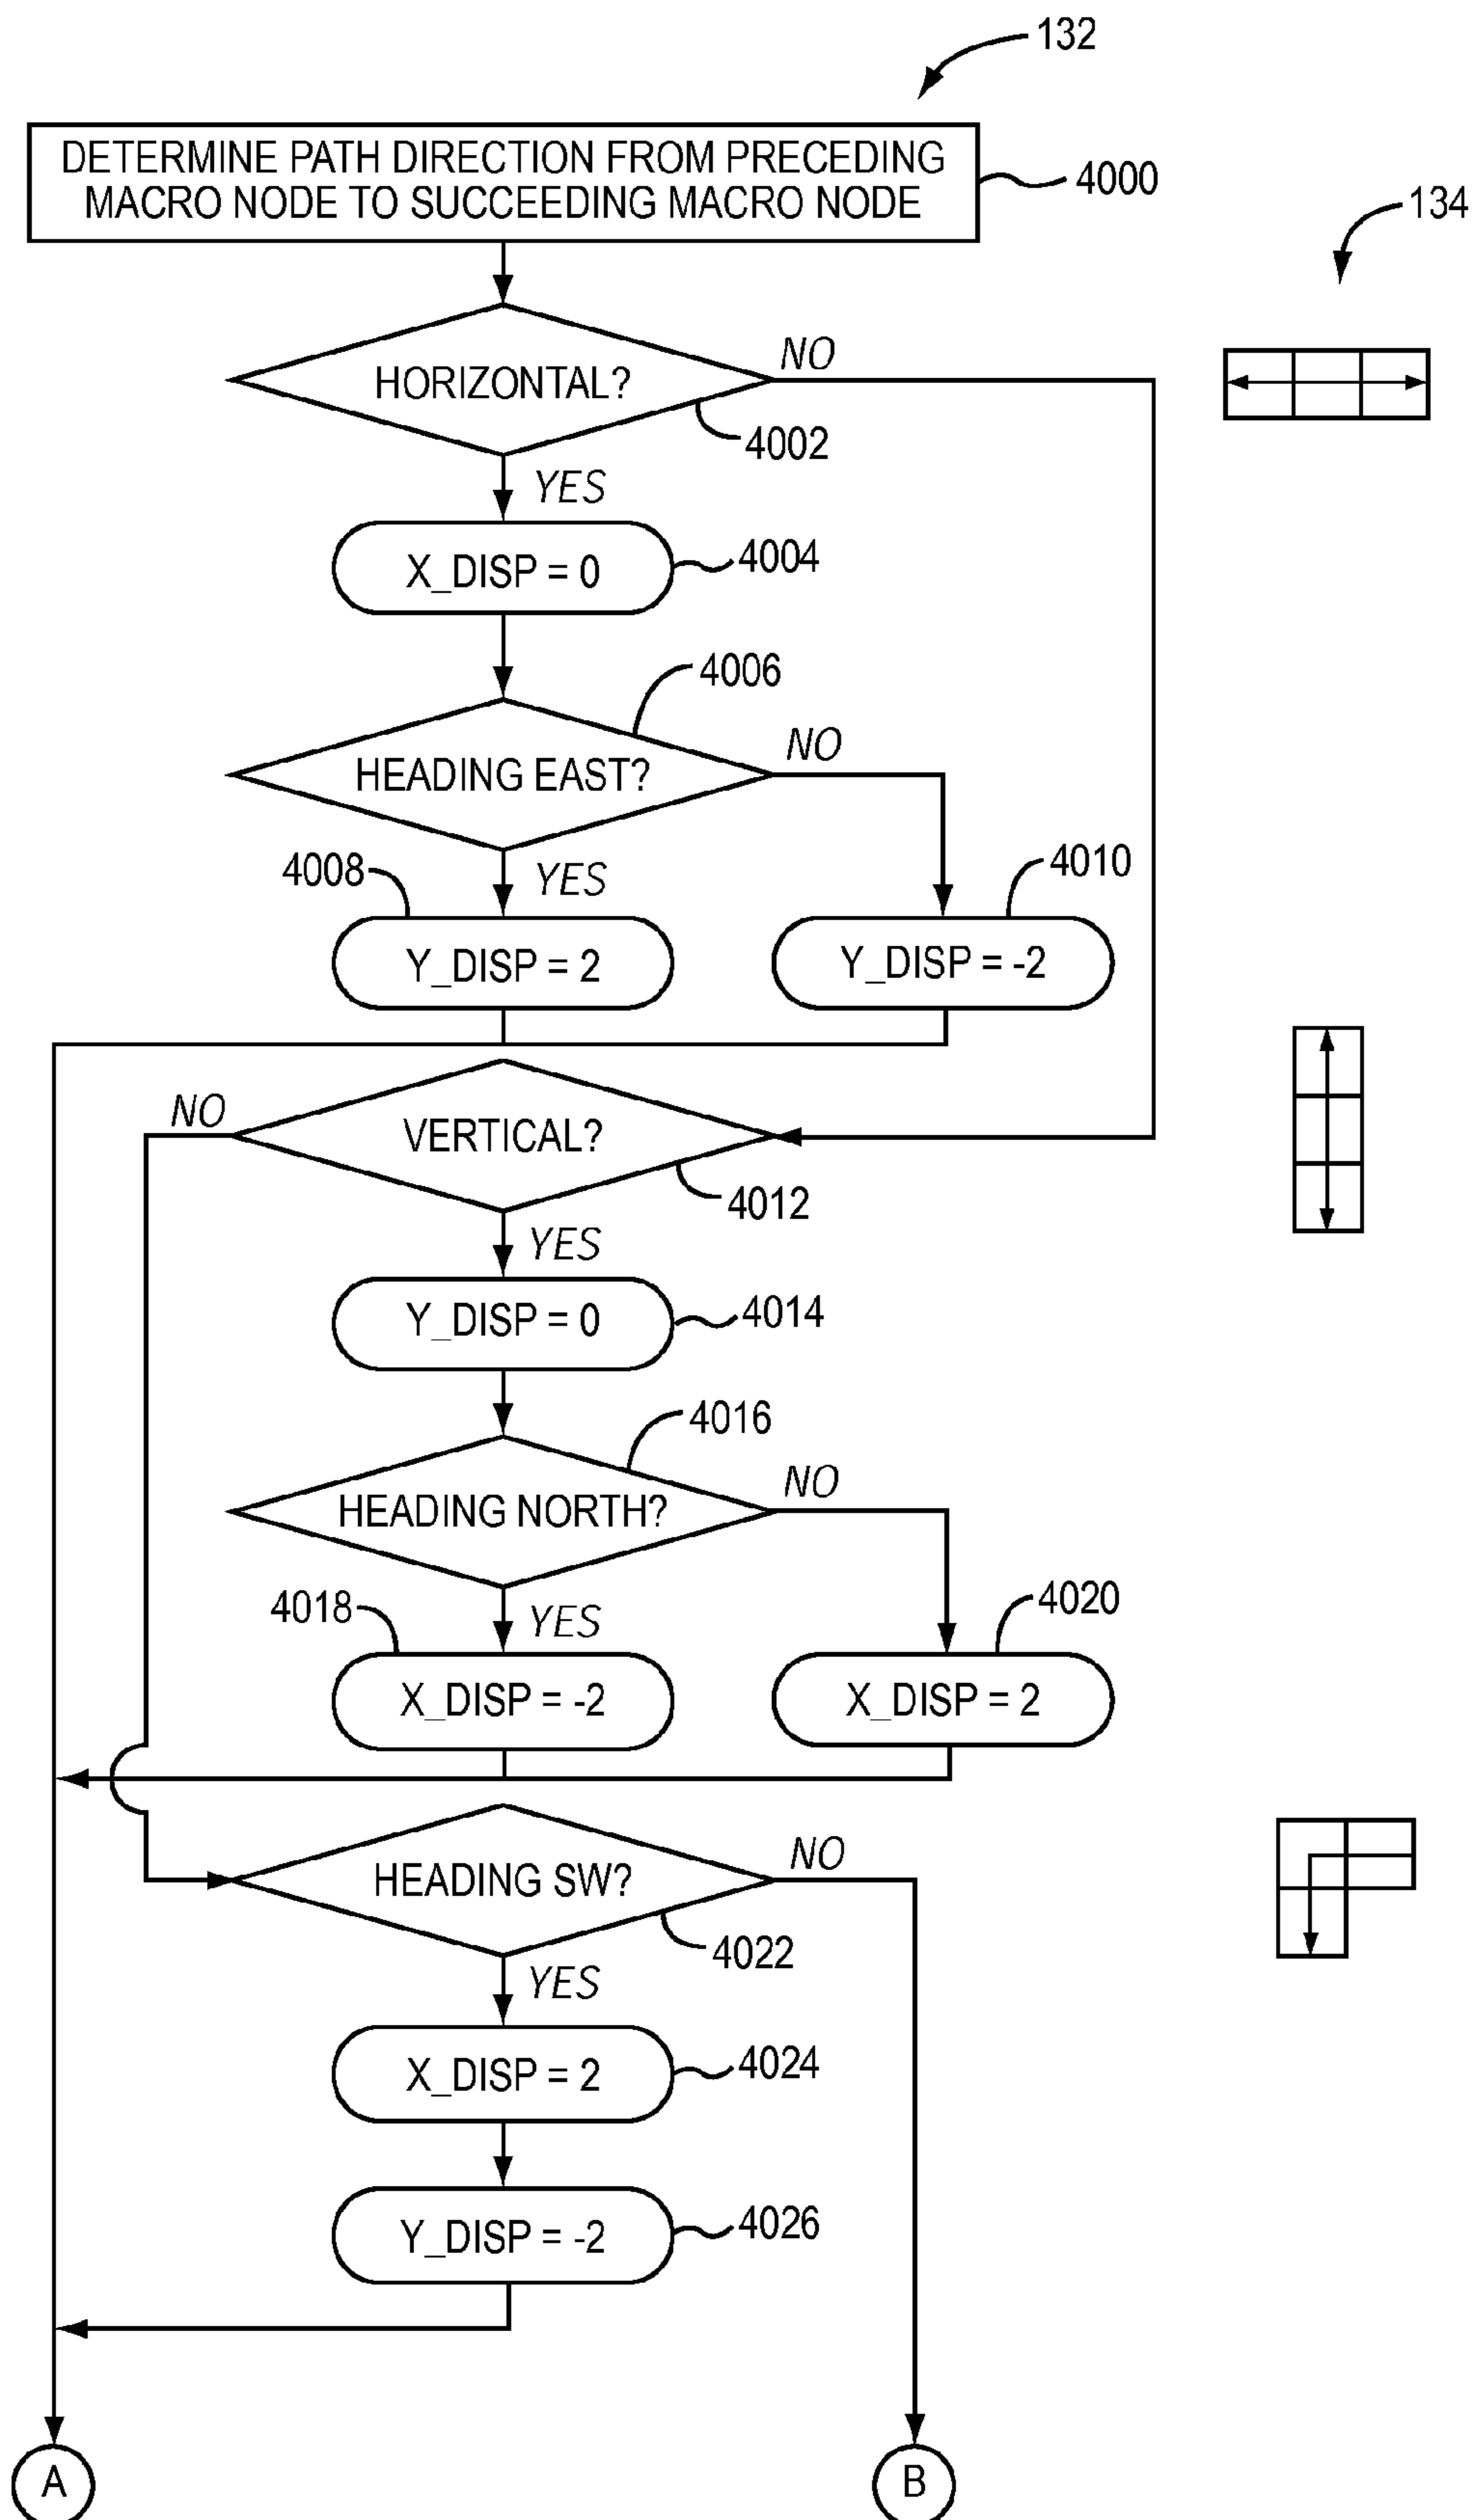 132
DETERMINE PATH DIRECTION FROM PRECEDING
MACRO NODE TO SUCCEEDING MACRO NODE
4000
134
HORIZONTAL?
NO
4002
YES
X_DISP = 0
4004
4006
HEADING EAST?
NO
4008
YES
4010
Y_DISP = 2
Y_DISP = -2
NO
VERTICAL?
4012
YES
Y_DISP = 0
4014
4016
HEADING NORTH?
NO
4018
YES
4020
X_DISP = -2
X_DISP = 2
HEADING SW?
NO
4022
YES
X_DISP = 2
4024
Y_DISP = -2
4026
A
B